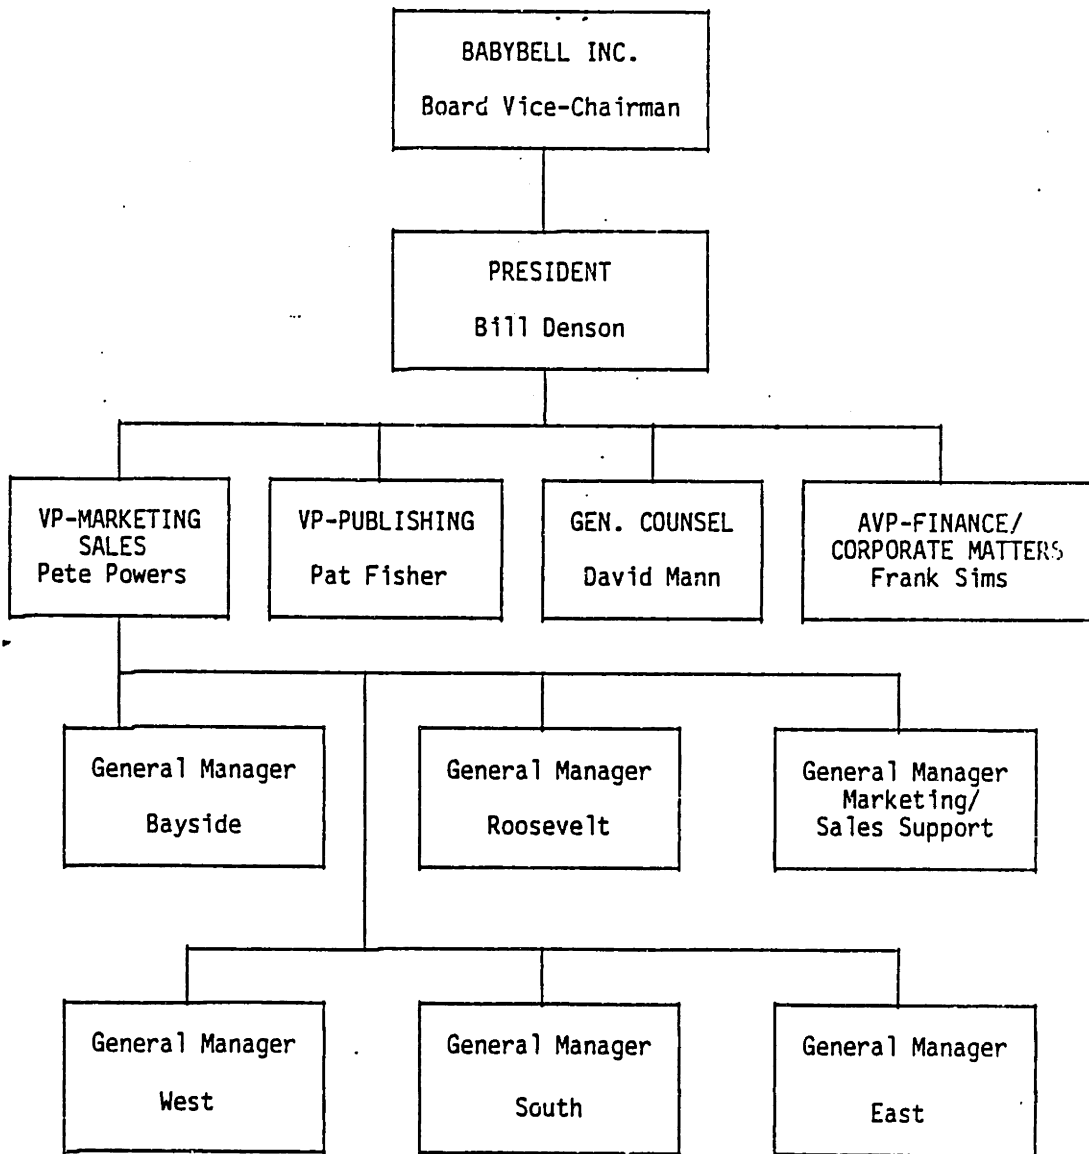 BABYBELL INC.
Board Vice-Chairman
PRESIDENT
Bill Denson
VP-MARKETING
SALES
Pete Powers
VP-PUBLISHING
Pat Fisher
GEN. COUNSEL
David Mann
AVP-FINANCE/
CORPORATE MATTERS
Frank Sims
General Manager
Bayside
General Manager
Roosevelt
General Manager
Marketing/
Sales Support
General Manager
West
General Manager
South
General Manager
East